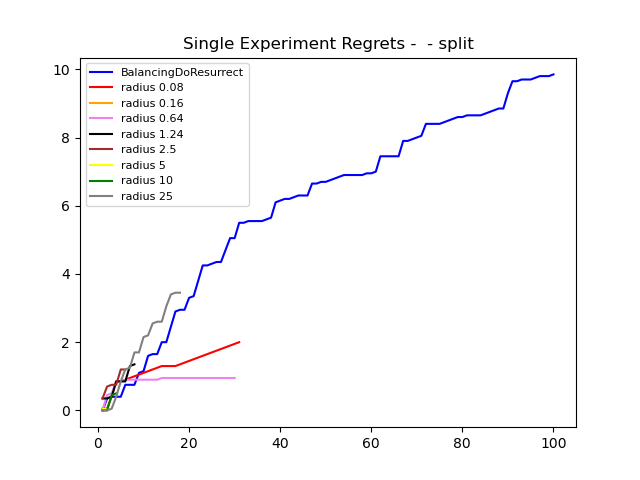 Single Experiment Regrets -  - split
BalancingDoResurrect
radius 0.08
radius 0.16
radius 0.64
radius 1.24
radius 2.5
radius 5
radius 10
radius 25
10
8
6
4
2
0
0 20 40 60 80 100